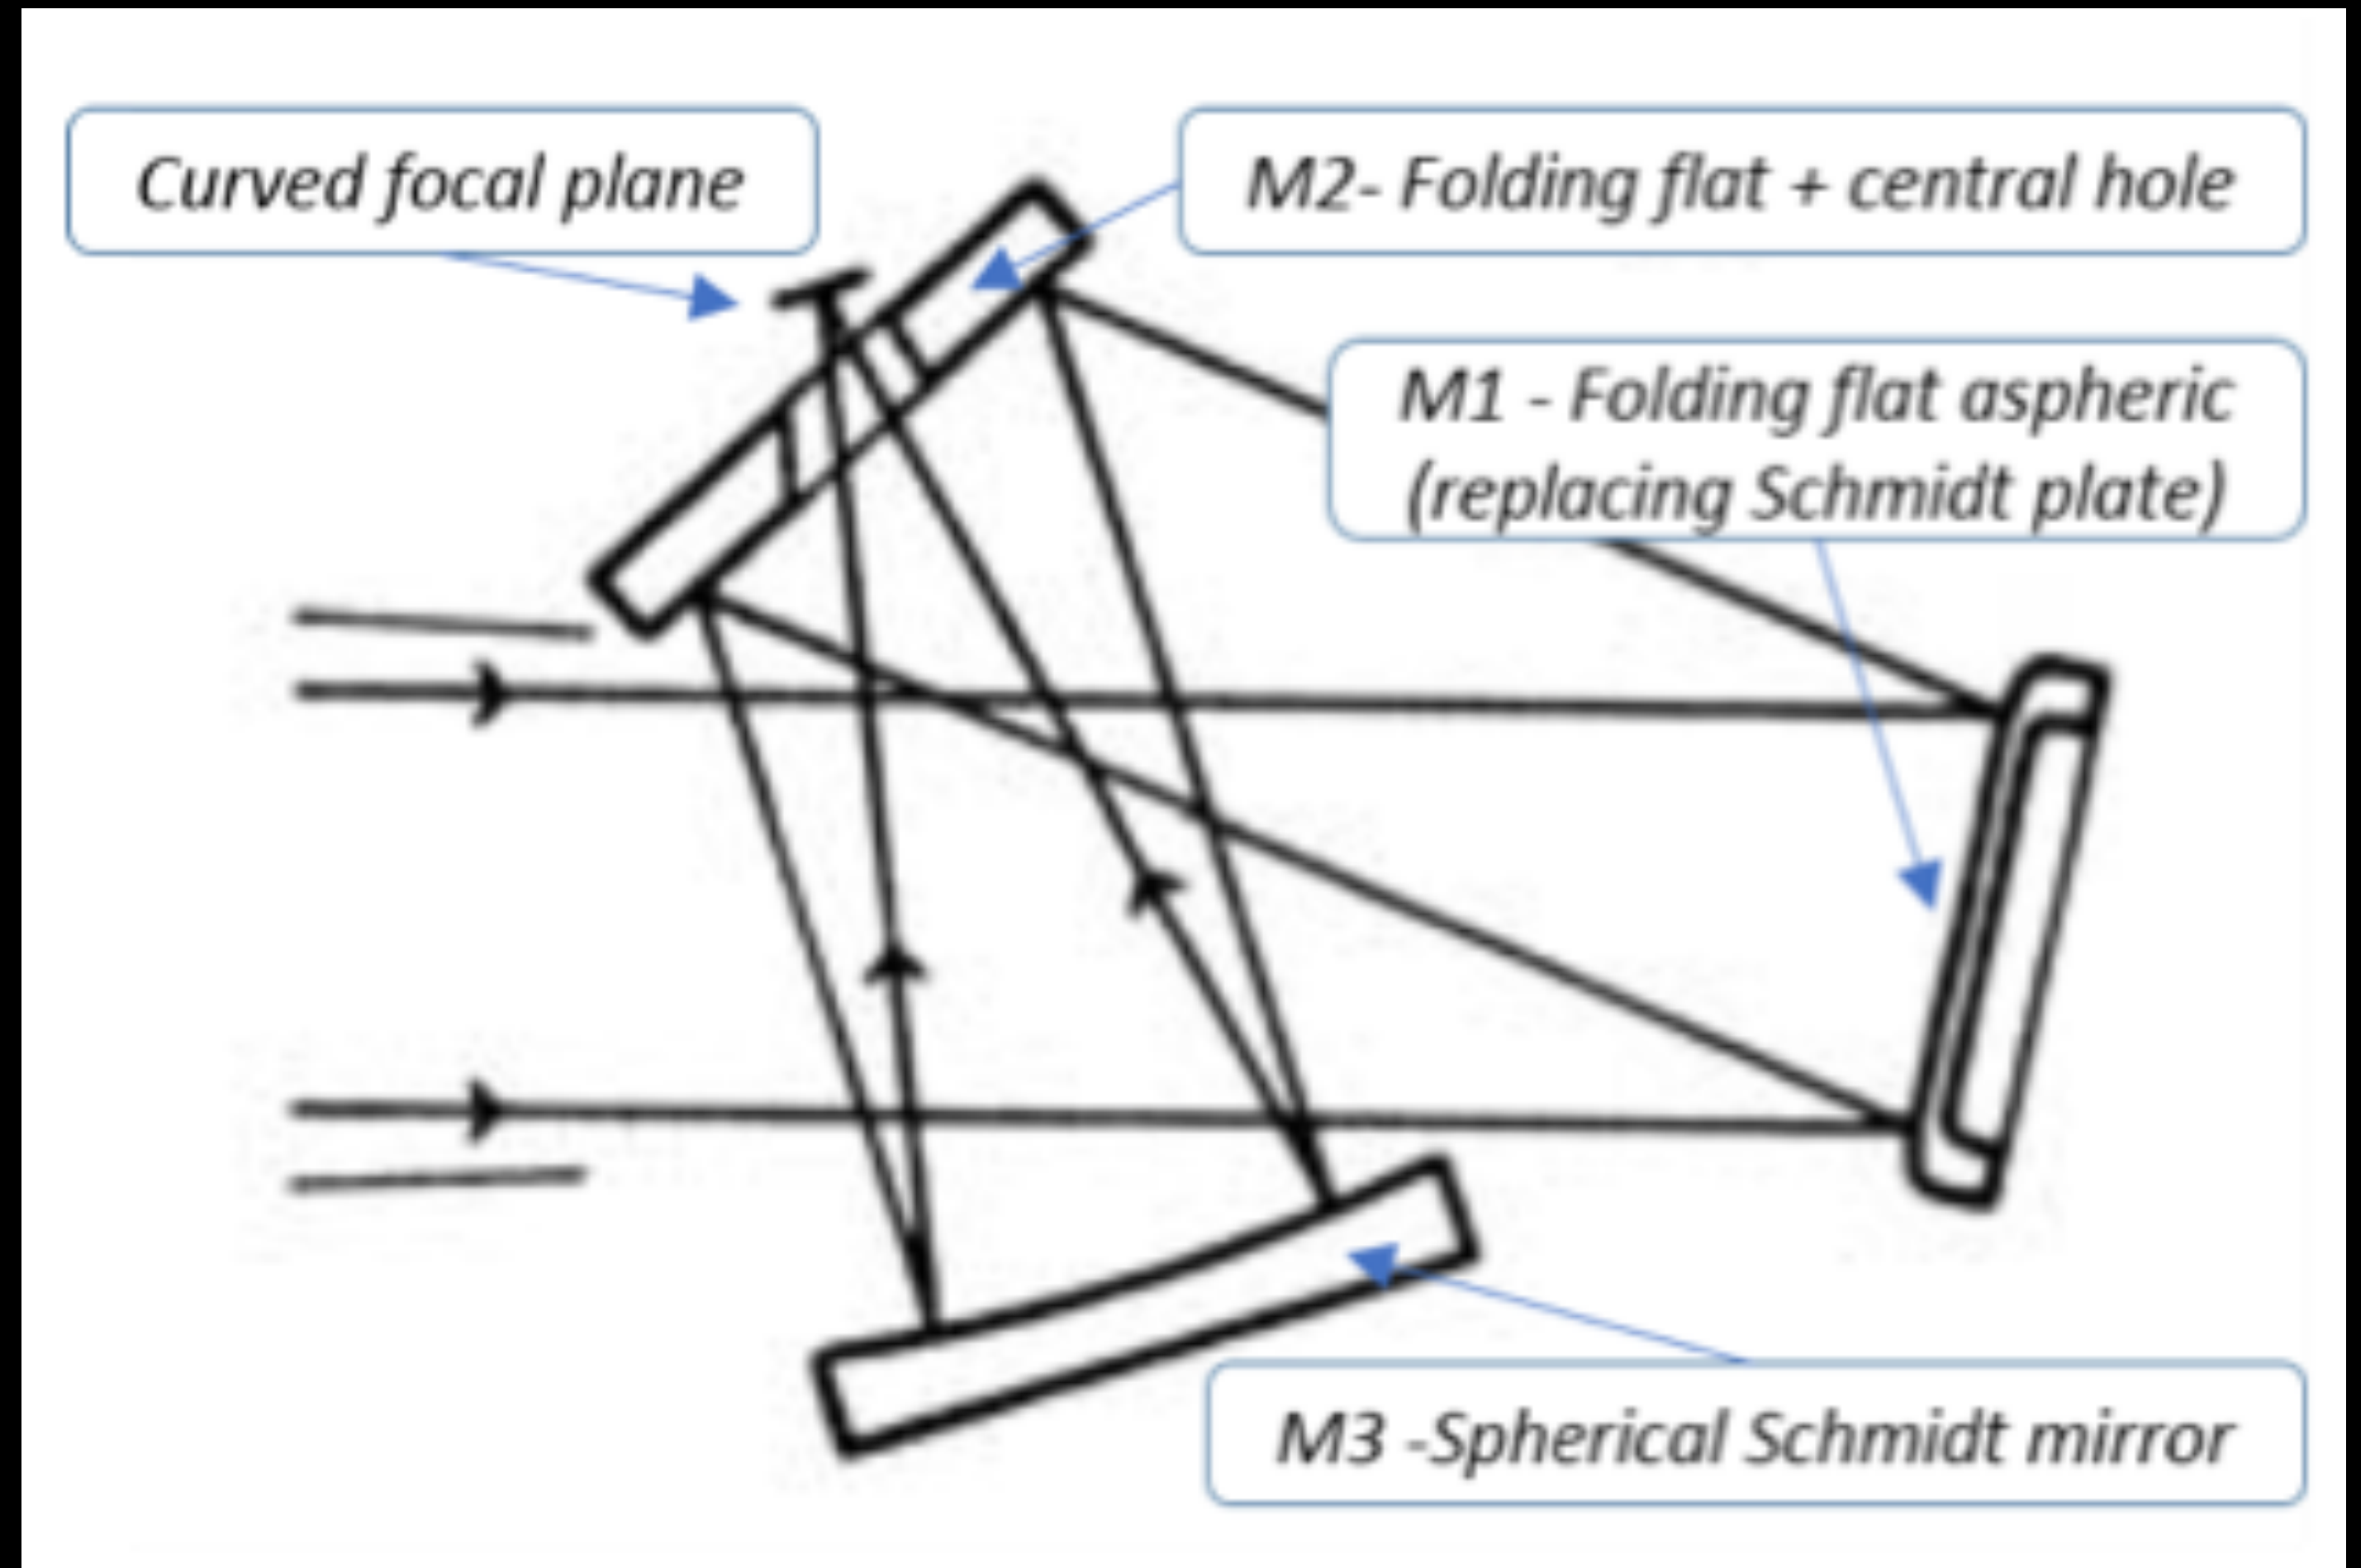 Curved focal plane
M2- Folding flat + central hole
M1 - Folding flat aspheric
(replacing Schmidt plate)
M3 -Spherical Schmidt mirror